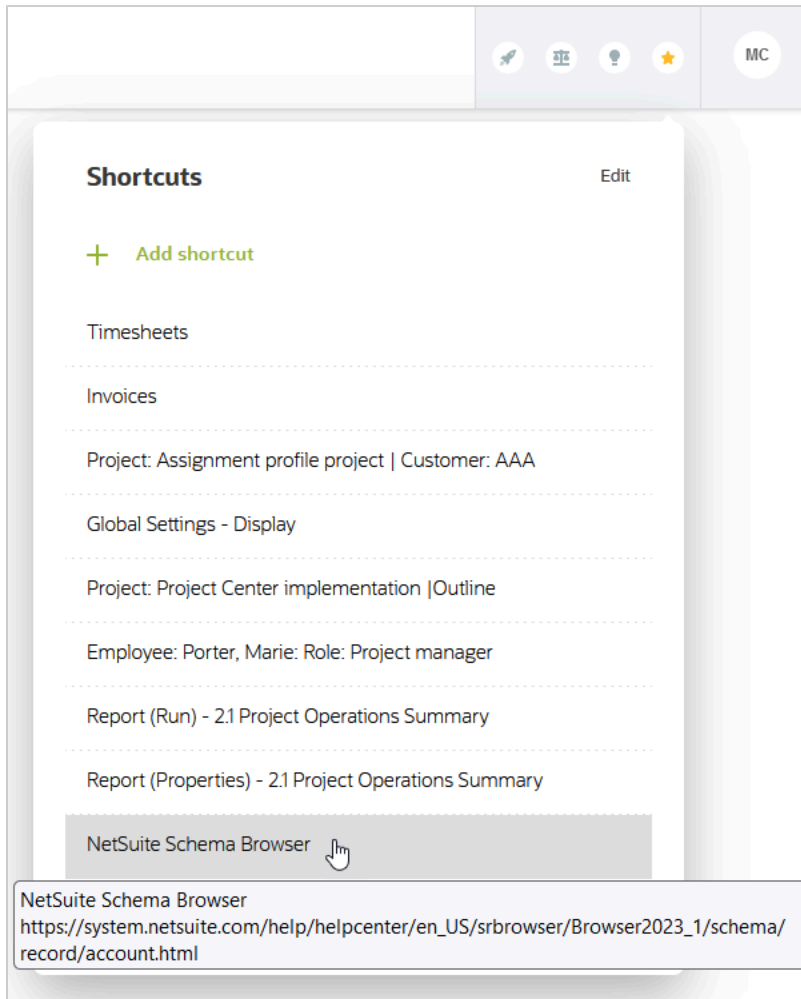 MC
Shortcuts
Edit
Add shortcut
Timesheets
Invoices
Project: Assignment profile project | Customer: AAA
Global Settings - Display
Project: Project Center implementation |Outline
Employee: Porter, Marie: Role: Project manager
Report (Run) - 2.1 Project Operations Summary
Report (Properties) - 2.1 Project Operations Summary
NetSuite Schema Browser
NetSuite Schema Browser
https://system.netsuite.com/help/helpcenter/en_US/srbrowser/Browser2023_1/schema/
record/account.html